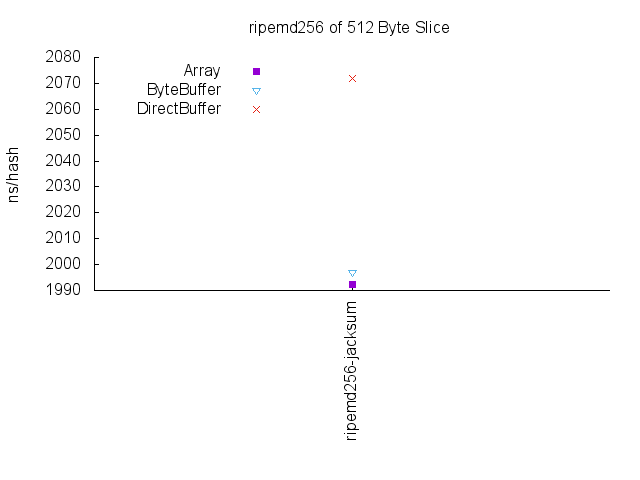 ripemd256 of 512 Byte Slice
ns/hash
2080
2070
2060
2050
2040
2030
2020
2010
2000
1990
Array
ByteBuffer
DirectBuffer
ripemd256-jacksum